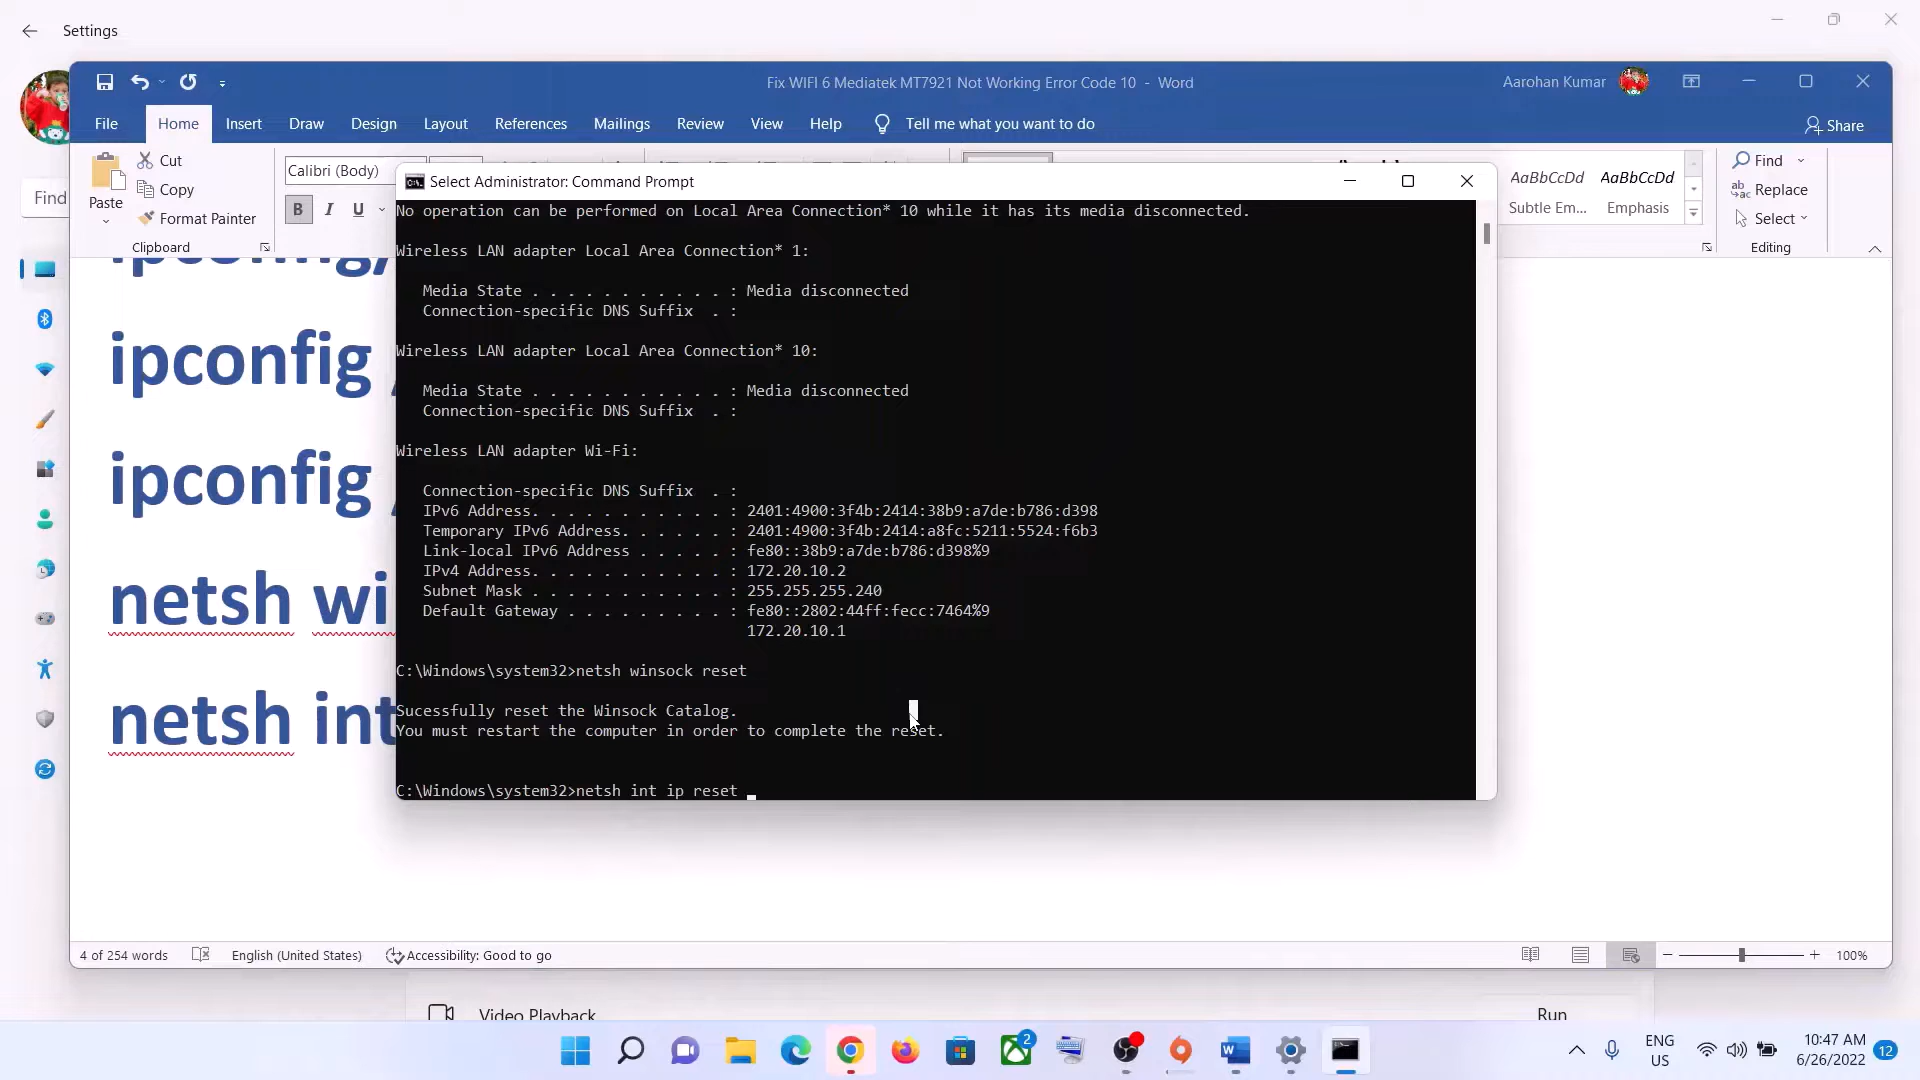 Settings
Fix WIFI 6 Mediatek MT7921 Not Working Error Code 10 - Word
Aarohan Kumar
File Home Insert Draw Design Layout References Mailings Review View Help Tell me what you want to do
Share
Paste
Cut
Copy
Format Painter
Clipboard
Calibri (Body)
B I U
AaBbCcDd AaBbCcDd
Subtle Em... Emphasis
Find
Replace
Select
Editing
Find
Select Administrator: Command Prompt
No operation can be performed on Local Area Connection* 10 while it has its media disconnected.
Wireless LAN adapter Local Area Connection* 1:
Media State . . . . . . . . . . . : Media disconnected
Connection-specific DNS Suffix . :
Wireless LAN adapter Local Area Connection* 10:
Media State . . . . . . . . . . . : Media disconnected
Connection-specific DNS Suffix . :
Wireless LAN adapter Wi-Fi:
Connection-specific DNS Suffix . :
IPv6 Address. . . . . . . . . . . : 2401:4900:3f4b:2414:38b9:a7de:b786:d398
Temporary IPv6 Address. . . . . . : 2401:4900:3f4b:2414:a8fc:5211:5524:f6b3
Link-local IPv6 Address . . . . . : fe80::38b9:a7de:b786:d398%9
IPv4 Address. . . . . . . . . . . : 172.20.10.2
Subnet Mask . . . . . . . . . . . : 255.255.255.240
Default Gateway . . . . . . . . . : fe80::2802:44ff:fecc:7464%9
172.20.10.1
C:\Windows\system32>netsh winsock reset
Sucessfully reset the Winsock Catalog.
You must restart the computer in order to complete the reset.
C:\Windows\system32>netsh int ip reset
ipconfig/
ipconfig /
ipconfig /
netsh wi
netsh int
4 of 254 words English (United States) Accessibility: Good to go 100%
Video Playback Run
2
ENG
US
10:47 AM
6/26/2022
12